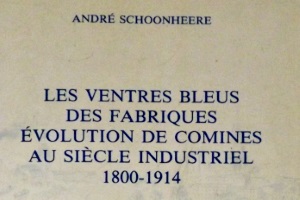 ANDRÉ SCHOONHEERE
LES VENTRES BLEUS
DES FABRIQUES
ÉVOLUTION DE COMINES
AU SIÈCLE INDUSTRIEL
1800-1914